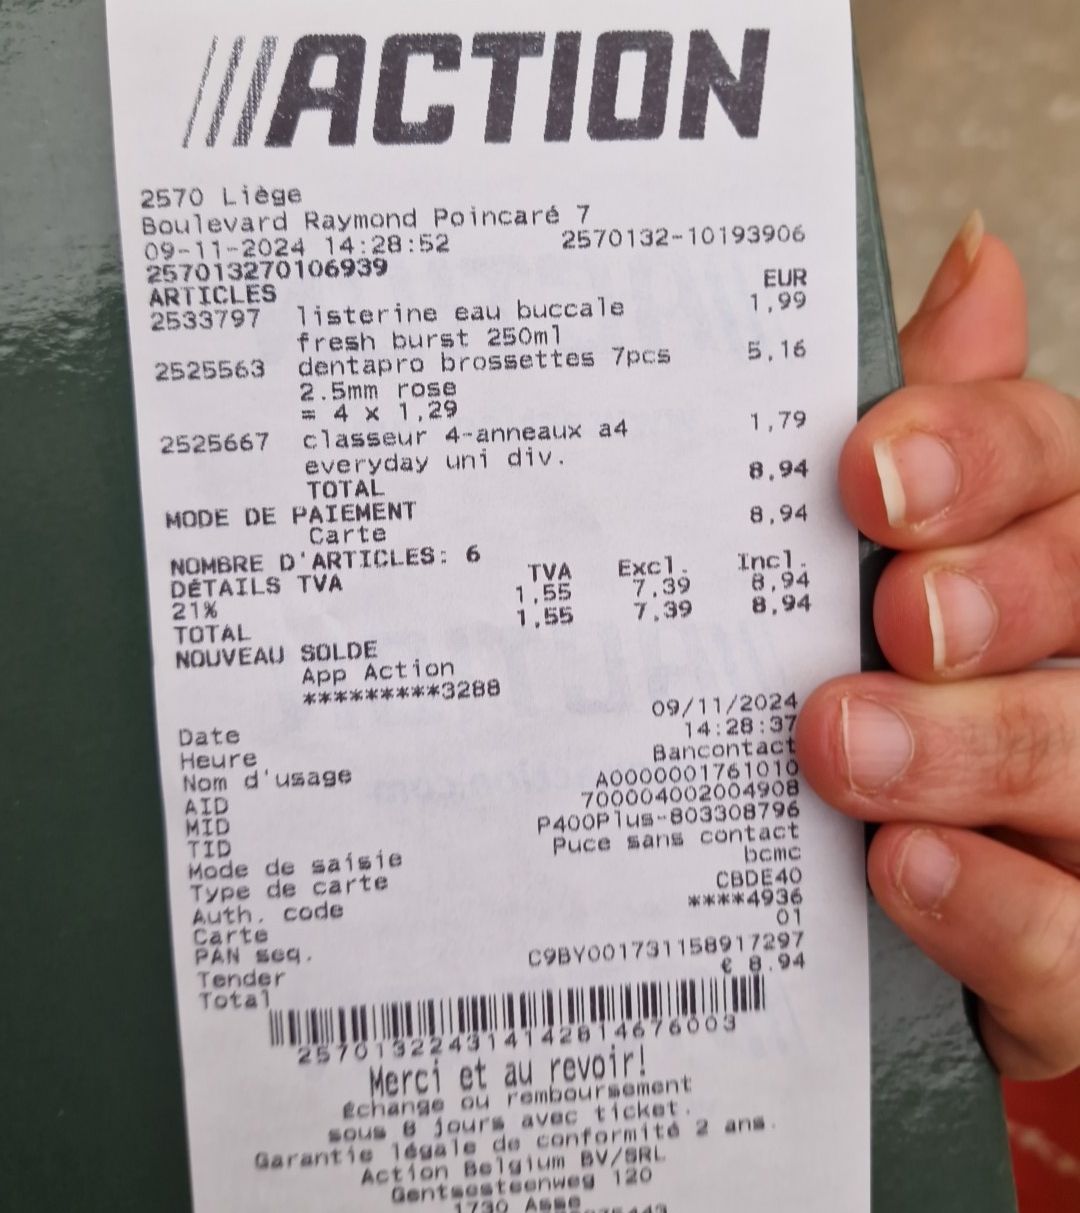 ///ACTION
2570 Liège
Boulevard Raymond Poincaré 7
09-11-2024 14:28:52 2570132-10193906
257013270106939
ARTICLES EUR
2533797 listerine eau buccale 1,99
fresh burst 250ml
2525563 dentapro brossettes 7pcs 5,16
2.5mm rose
= 4 x 1,29
2525667 classeur 4-anneaux a4 1,79
everyday uni div.
TOTAL 8,94
MODE DE PAIEMENT
Carte 8,94
NOMBRE D'ARTICLES: 6
DÉTAILS TVA TVA Excl. Incl.
21% 1,55 7,39 8,94
TOTAL 1,55 7,39 8,94
NOUVEAU SOLDE
App Action
*********3288
Date 09/11/2024
Heure 14:28:37
Nom d'usage Bancontact
AID A0000001761010
MID 700004002004908
TID P400Plus-803308796
Mode de saisie Puce sans contact
Type de carte bcmc
Auth. code CBDE40
Carte ****4936
PAN seq. 01
Tender C9BY001731158917297
Total € 8.94
257013224314142814676003
Merci et au revoir!
Échange ou remboursement
sous 8 jours avec ticket.
Garantie légale de conformité 2 ans.
Action Belgium BV/SRL
Gentsesteenweg 120
1730 Asse